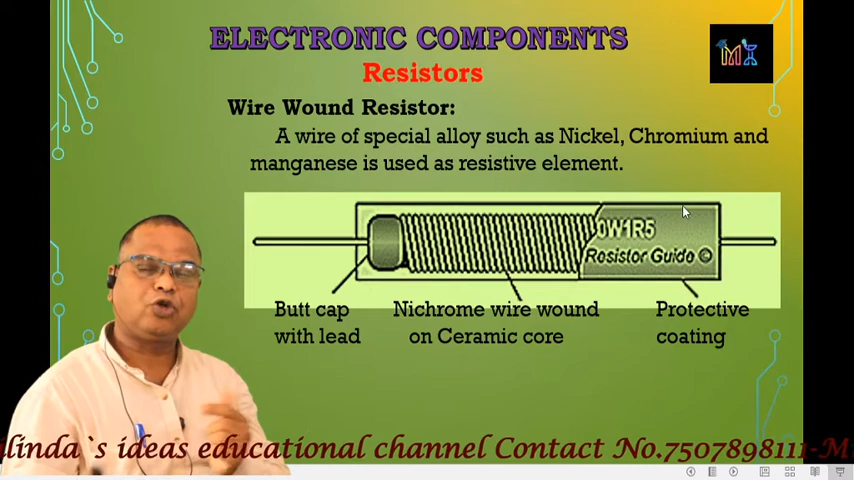 ELECTRONIC COMPONENTS
MI
Resistors
Wire Wound Resistor:
A wire of special alloy such as Nickel, Chromium and
manganese is used as resistive element.
0W1R5
Resistor Guide ©
Butt cap
with lead
Nichrome wire wound
on Ceramic core
Protective
coating
ilinda`s ideas educational channel Contact No.7507898111-M